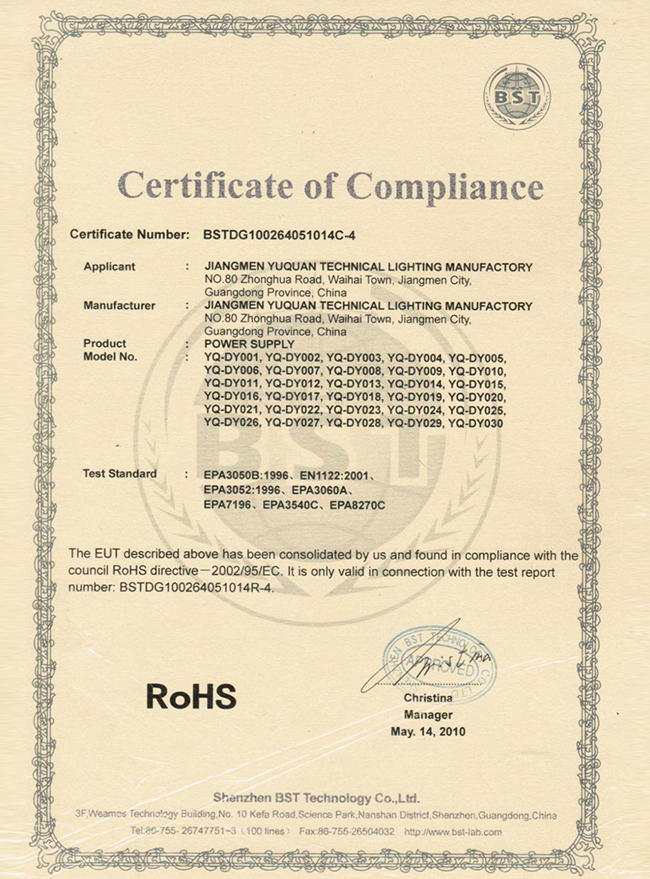 BST
Certificate of Compliance
Certificate Number: BSTDG100264051014C-4
Applicant : JIANGMEN YUQUAN TECHNICAL LIGHTING MANUFACTORY
NO.80 Zhonghua Road, Waihai Town, Jiangmen City,
Guangdong Province, China
Manufacturer : JIANGMEN YUQUAN TECHNICAL LIGHTING MANUFACTORY
NO.80 Zhonghua Road, Waihai Town, Jiangmen City,
Guangdong Province, China
Product : POWER SUPPLY
Model No. : YQ-DY001, YQ-DY002, YQ-DY003, YQ-DY004, YQ-DY005,
YQ-DY006, YQ-DY007, YQ-DY008, YQ-DY009, YQ-DY010,
YQ-DY011, YQ-DY012, YQ-DY013, YQ-DY014, YQ-DY015,
YQ-DY016, YQ-DY017, YQ-DY018, YQ-DY019, YQ-DY020,
YQ-DY021, YQ-DY022, YQ-DY023, YQ-DY024, YQ-DY025,
YQ-DY026, YQ-DY027, YQ-DY028, YQ-DY029, YQ-DY030
BST
Test Standard : EPA3050B:1996、EN1122:2001、
EPA3052:1996、EPA3060A、
EPA7196、EPA3540C、EPA8270C
The EUT described above has been consolidated by us and found in compliance with the
council RoHS directive—2002/95/EC. It is only valid in connection with the test report
number: BSTDG100264051014R-4.
BST TECHNOLOGY CO.,LTD
APPROVED
RoHS
Christina
Manager
May. 14, 2010
Shenzhen BST Technology Co.,Ltd.
3F,Weames Technology Building,No. 10 Kefa Road,Science Park,Nanshan District,Shenzhen,Guangdong,China
Tel:86-755- 26747751~3 (100 lines) Fax:86-755-26504032 http://www.bst-lab.com